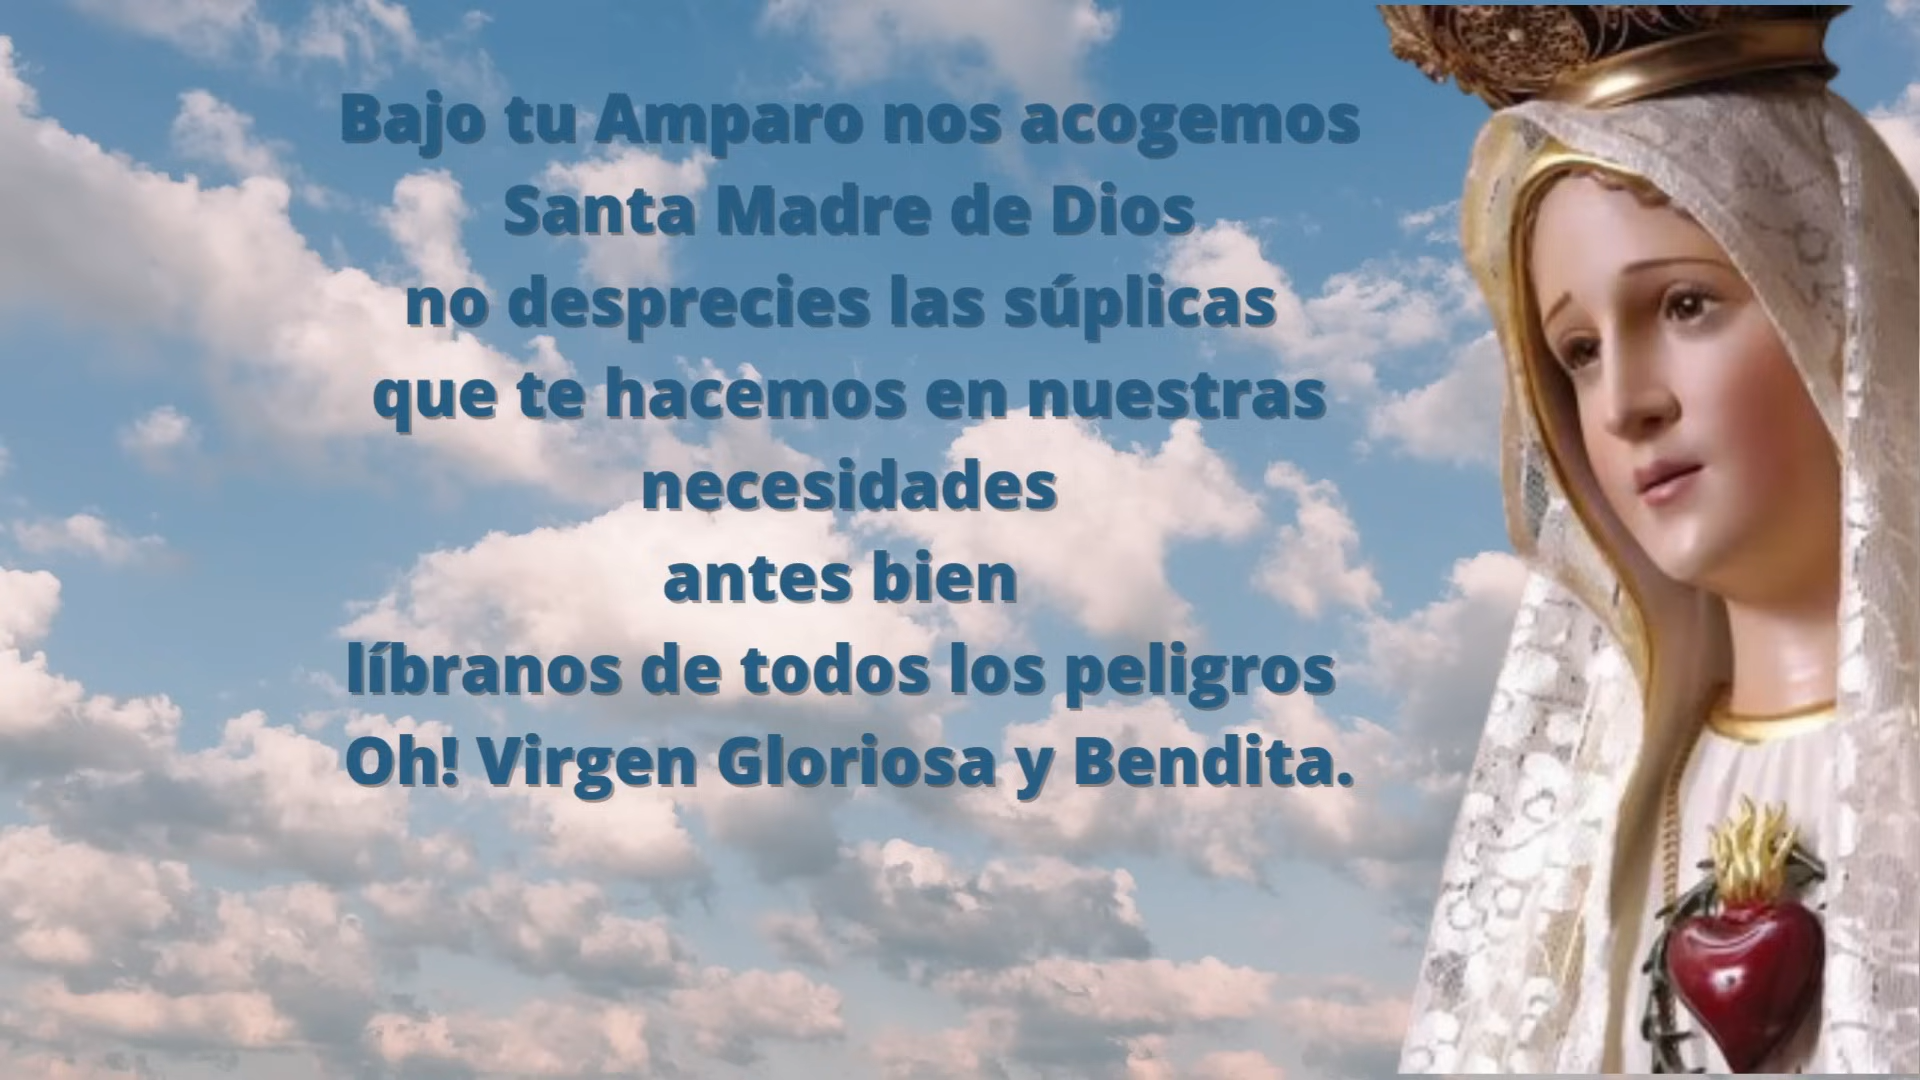 Bajo tu Amparo nos acogemos
Santa Madre de Dios
no desprecies las súplicas
que te hacemos en nuestras
necesidades
antes bien
líbranos de todos los peligros
Oh! Virgen Gloriosa y Bendita.